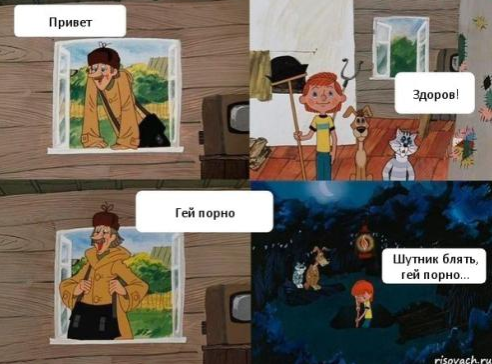 Привет
Здоров!
Гей порно
Шутник блять,
гей порно...
risovach.ru